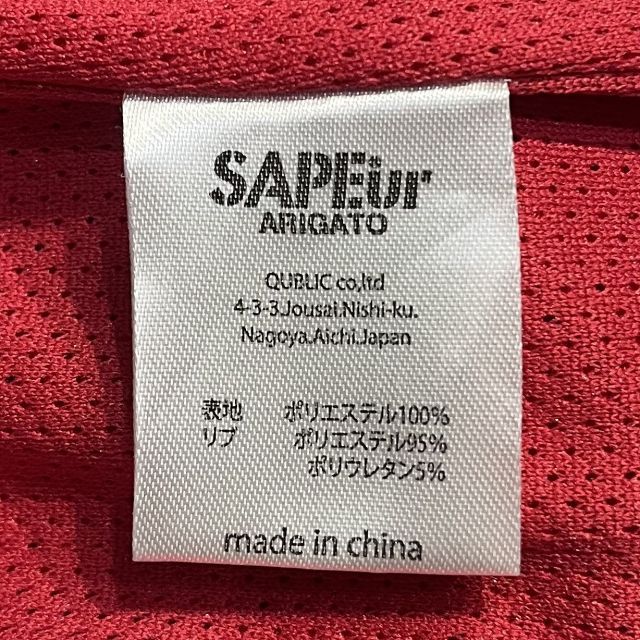 SAPEur
ARIGATO
QUBLIC co,ltd
4-3-3.Jousai.Nishi-ku.
Nagoya.Aichi.Japan
表地 ポリエステル100%
リブ ポリエステル95%
ポリウレタン5%
made in china